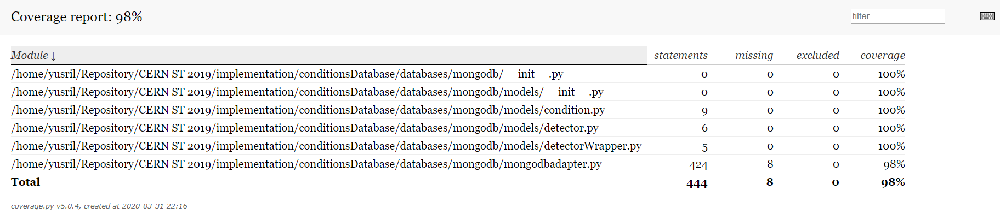 Coverage report: 98%
filter...
Module ↓ statements missing excluded coverage
/home/yusril/Repository/CERN ST 2019/implementation/conditionsDatabase/databases/mongodb/__init__.py 0 0 0 100%
/home/yusril/Repository/CERN ST 2019/implementation/conditionsDatabase/databases/mongodb/models/__init__.py 0 0 0 100%
/home/yusril/Repository/CERN ST 2019/implementation/conditionsDatabase/databases/mongodb/models/condition.py 9 0 0 100%
/home/yusril/Repository/CERN ST 2019/implementation/conditionsDatabase/databases/mongodb/models/detector.py 6 0 0 100%
/home/yusril/Repository/CERN ST 2019/implementation/conditionsDatabase/databases/mongodb/models/detectorWrapper.py 5 0 0 100%
/home/yusril/Repository/CERN ST 2019/implementation/conditionsDatabase/databases/mongodb/mongodbadapter.py 424 8 0 98%
Total 444 8 0 98%
coverage.py v5.0.4, created at 2020-03-31 22:16